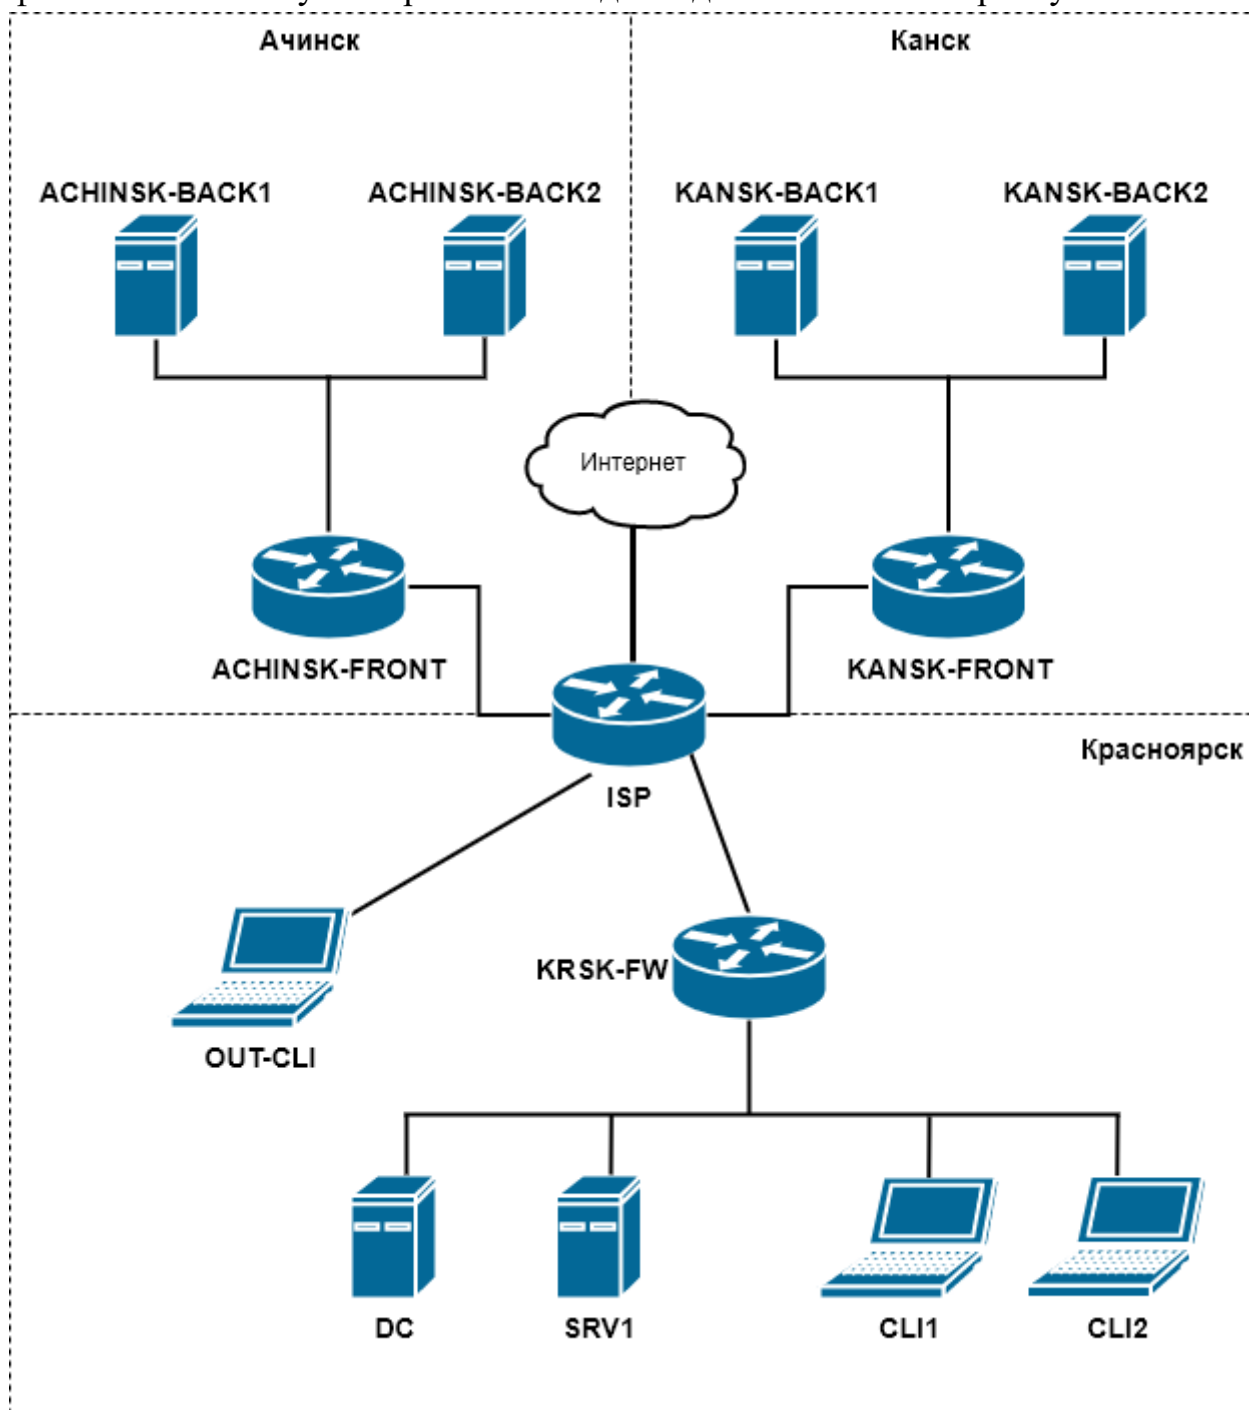 Ачинск
Канск
ACHINSK-BACK1
ACHINSK-BACK2
KANSK-BACK1
KANSK-BACK2
Интернет
ACHINSK-FRONT
KANSK-FRONT
Красноярск
ISP
KRSK-FW
OUT-CLI
DC
SRV1
CLI1
CLI2